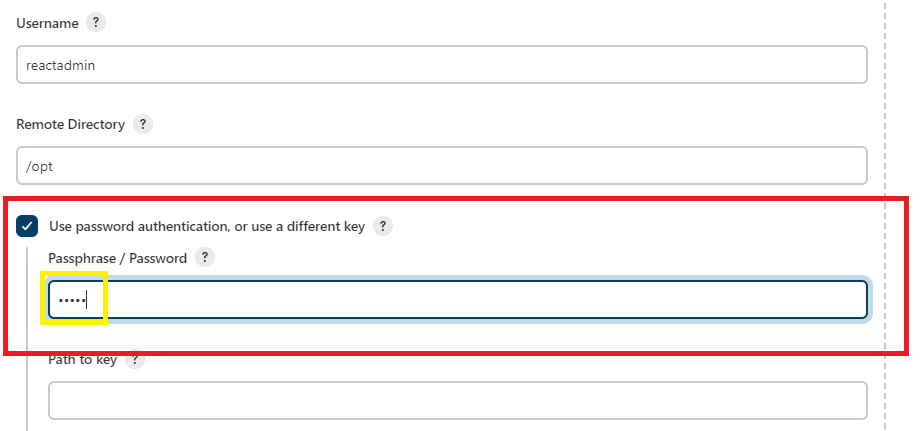 Username ?
reactadmin
Remote Directory ?
/opt
Use password authentication, or use a different key ?
Passphrase / Password ?
•••••
Path to key ?